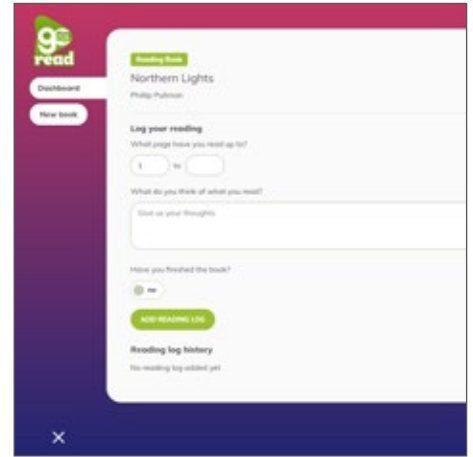 go
read
Dashboard
New book
Reading Book
Northern Lights
Philip Pullman
Log your reading
What page have you read up to?
1 to
What do you think of what you read?
Give us your thoughts
Have you finished the book?
no
ADD READING LOG
Reading log history
No reading log added yet